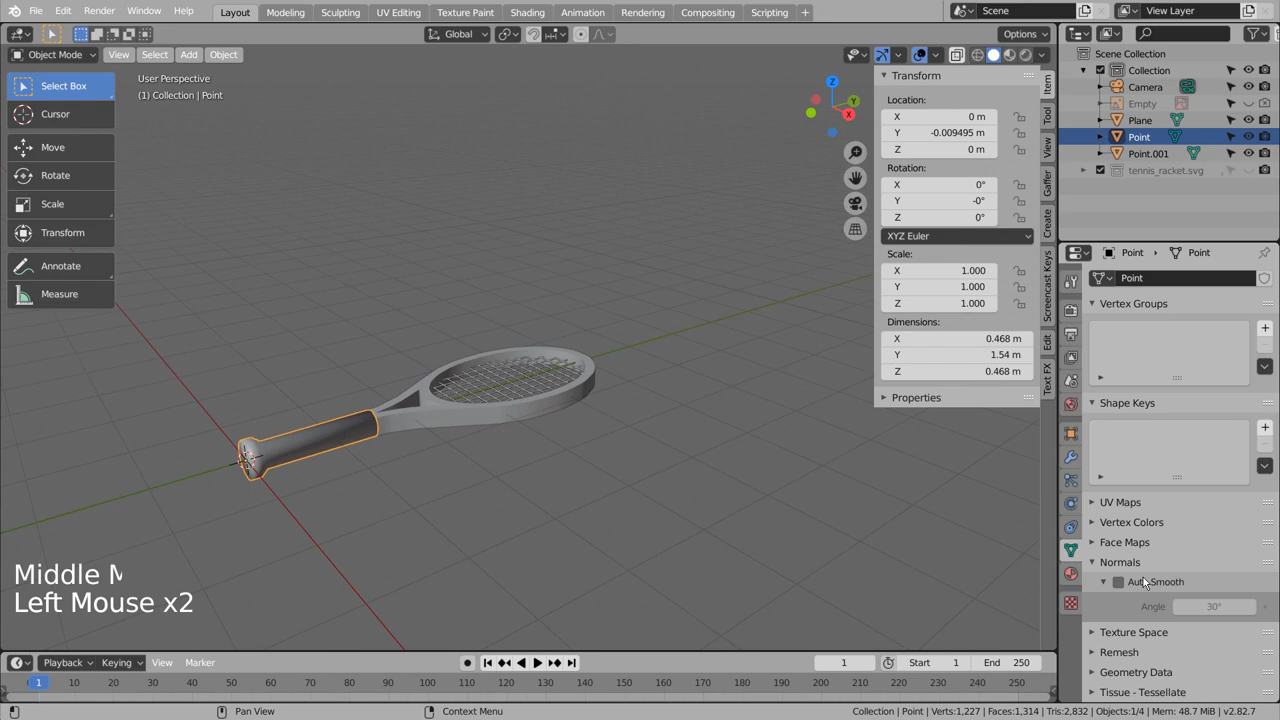 File Edit Render Window Help Layout Modeling Sculpting UV Editing Texture Paint Shading Animation Rendering Compositing Scripting + Scene View Layer
Global Options
Object Mode View Select Add Object
User Perspective
(1) Collection | Point
Select Box
Cursor
Move
Rotate
Scale
Transform
Annotate
Measure
Z
Y
X
Transform
Location:
X 0 m
Y -0.009495 m
Z 0 m
Rotation:
X 0°
Y -0°
Z 0°
XYZ Euler
Scale:
X 1.000
Y 1.000
Z 1.000
Dimensions:
X 0.468 m
Y 1.54 m
Z 0.468 m
Properties
Item
Tool
View
Gaffer
Create
Screencast Keys
Edit
Text FX
Scene Collection
Collection
Camera
Empty
Plane
Point
Point.001
tennis_racket.svg
Point Point
Point
Vertex Groups
Shape Keys
UV Maps
Vertex Colors
Face Maps
Normals
Auto Smooth
Angle 30°
Texture Space
Remesh
Geometry Data
Tissue - Tessellate
Middle M
Left Mouse x2
Playback Keying View Marker 1 Start 1 End 250
1 10 20 30 40 50 60 70 80 90 100 110 120 130 140 150 160 170 180 190 200 210 220 230 240 250
Pan View Context Menu Collection | Point | Verts:1,227 | Faces:1,314 | Tris:2,832 | Objects:1/4 | Mem: 48.7 MiB | v2.82.7